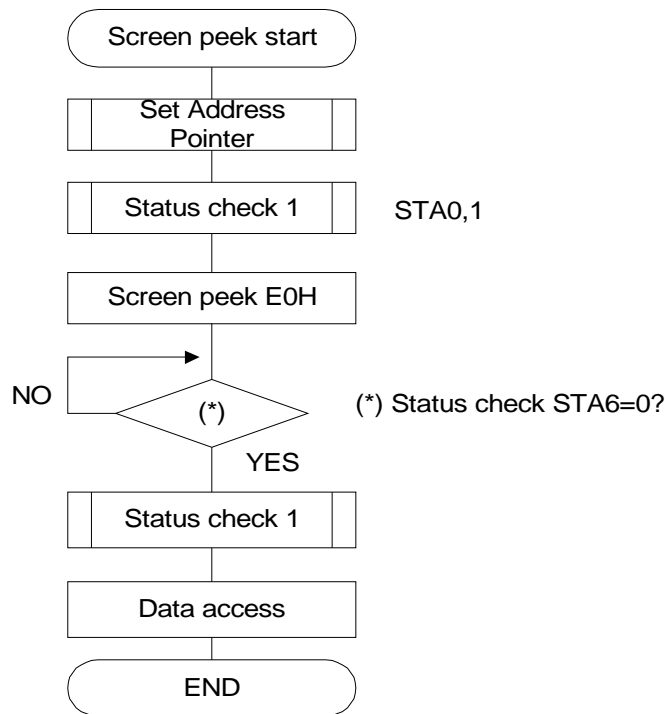 Screen peek start
Set Address
Pointer
Status check 1
STA0,1
Screen peek E0H
NO
(*)
(*) Status check STA6=0?
YES
Status check 1
Data access
END